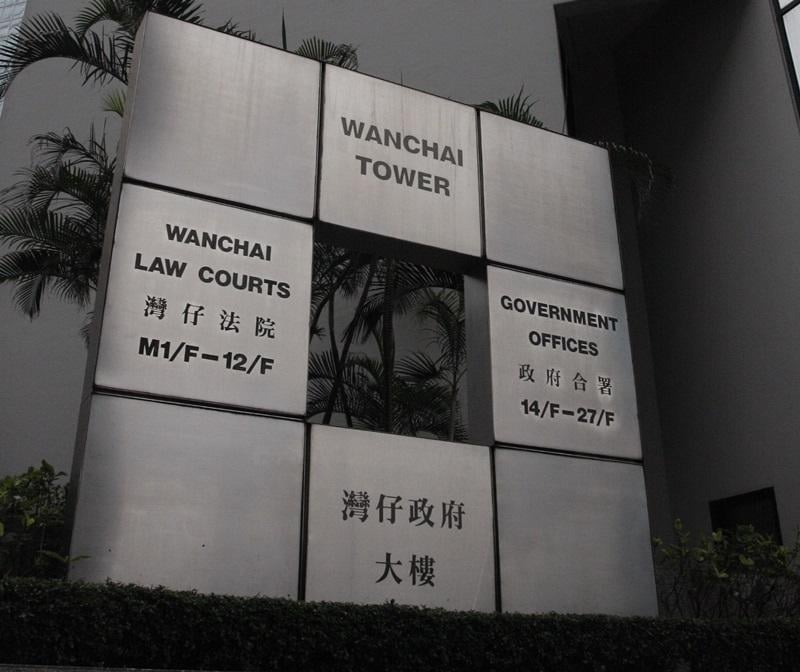 WANCHAI
TOWER
WANCHAI
LAW COURTS
灣仔法院
M1/F-12/F
GOVERNMENT
OFFICES
政府合署
14/F-27/F
灣仔政府
大樓